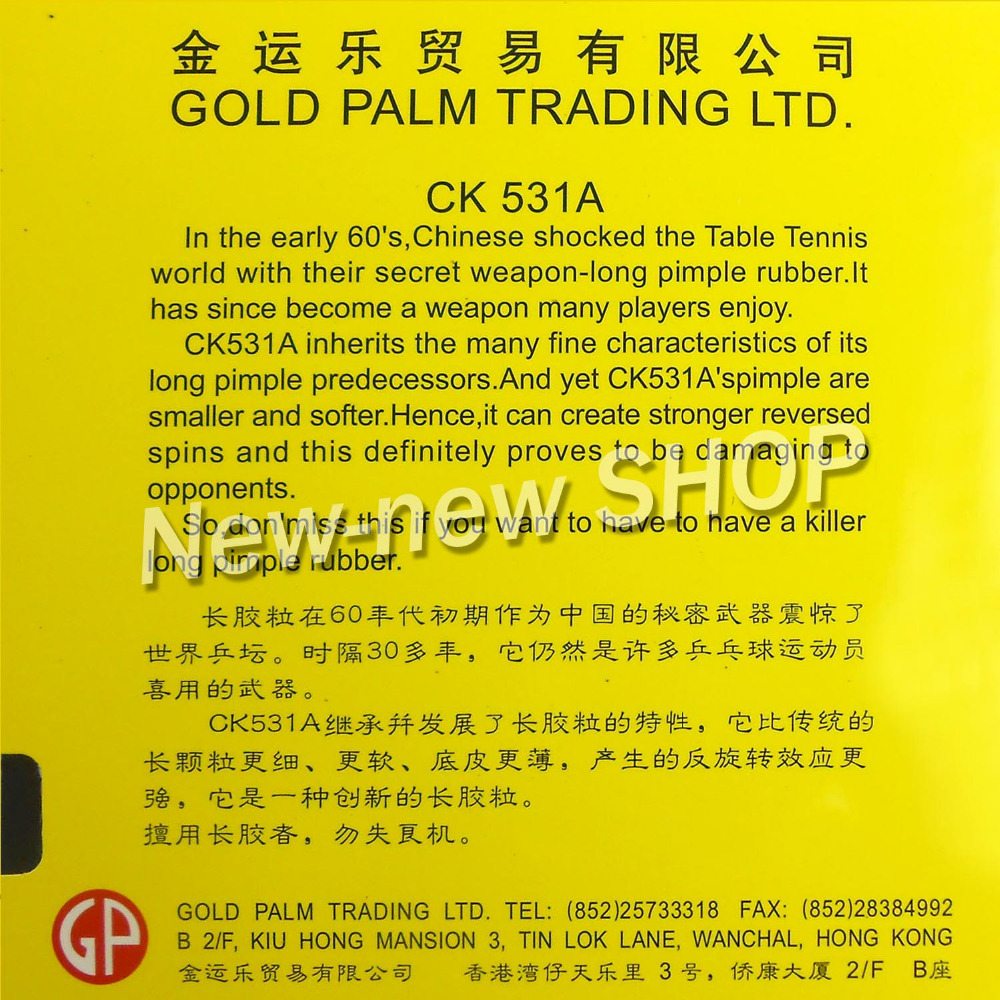 金运乐贸易有限公司
GOLD PALM TRADING LTD.
CK 531A
In the early 60's,Chinese shocked the Table Tennis
world with their secret weapon-long pimple rubber.It
has since become a weapon many players enjoy.
CK531A inherits the many fine characteristics of its
long pimple predecessors.And yet CK531A'spimple are
smaller and softer.Hence,it can create stronger reversed
spins and this definitely proves to be damaging to
opponents.
So,don'miss this if you want to have to have a killer
long pimple rubber.
New-new SHOP
长胶粒在60年代初期作为中国的秘密武器震惊了
世界乒坛。时隔30多年，它仍然是许多乒乓球运动员
喜用的武器。
CK531A继承并发展了长胶粒的特性，它比传统的
长颗粒更细、更软、底皮更薄，产生的反旋转效应更
强，它是一种创新的长胶粒。
擅用长胶者，勿失良机。
GP
GOLD PALM TRADING LTD. TEL: (852)25733318 FAX: (852)28384992
B 2/F, KIU HONG MANSION 3, TIN LOK LANE, WANCHAL, HONG KONG
金运乐贸易有限公司 香港湾仔天乐里 3 号，侨康大厦 2/F B座